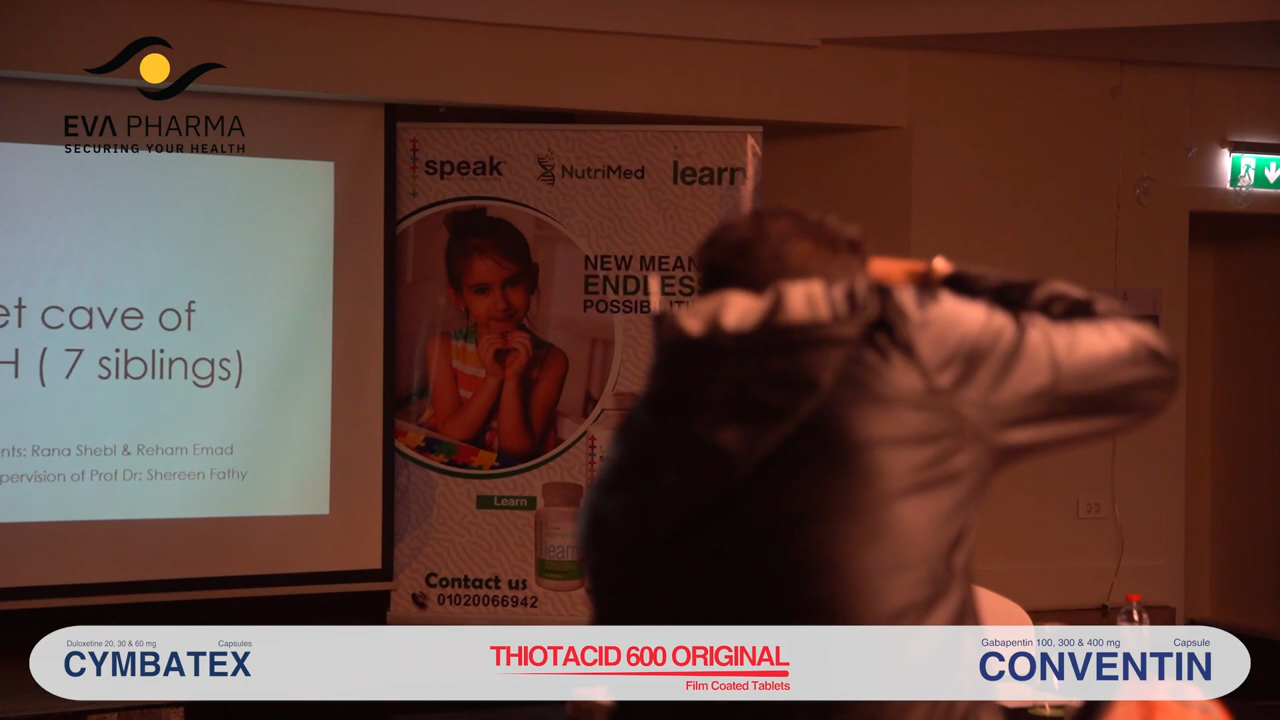 EVA PHARMA
SECURING YOUR HEALTH
et cave of
H ( 7 siblings)
nts: Rana Shebl & Reham Emad
pervision of Prof Dr: Shereen Fathy
speak
NutriMed
learn
NEW MEAN
ENDLES
POSSIBILITI
Learn
learn
Contact us
01020066942
Duloxetine 20, 30 & 60 mg Capsules
CYMBATEX
THIOTACID 600 ORIGINAL
Film Coated Tablets
Gabapentin 100, 300 & 400 mg Capsule
CONVENTIN